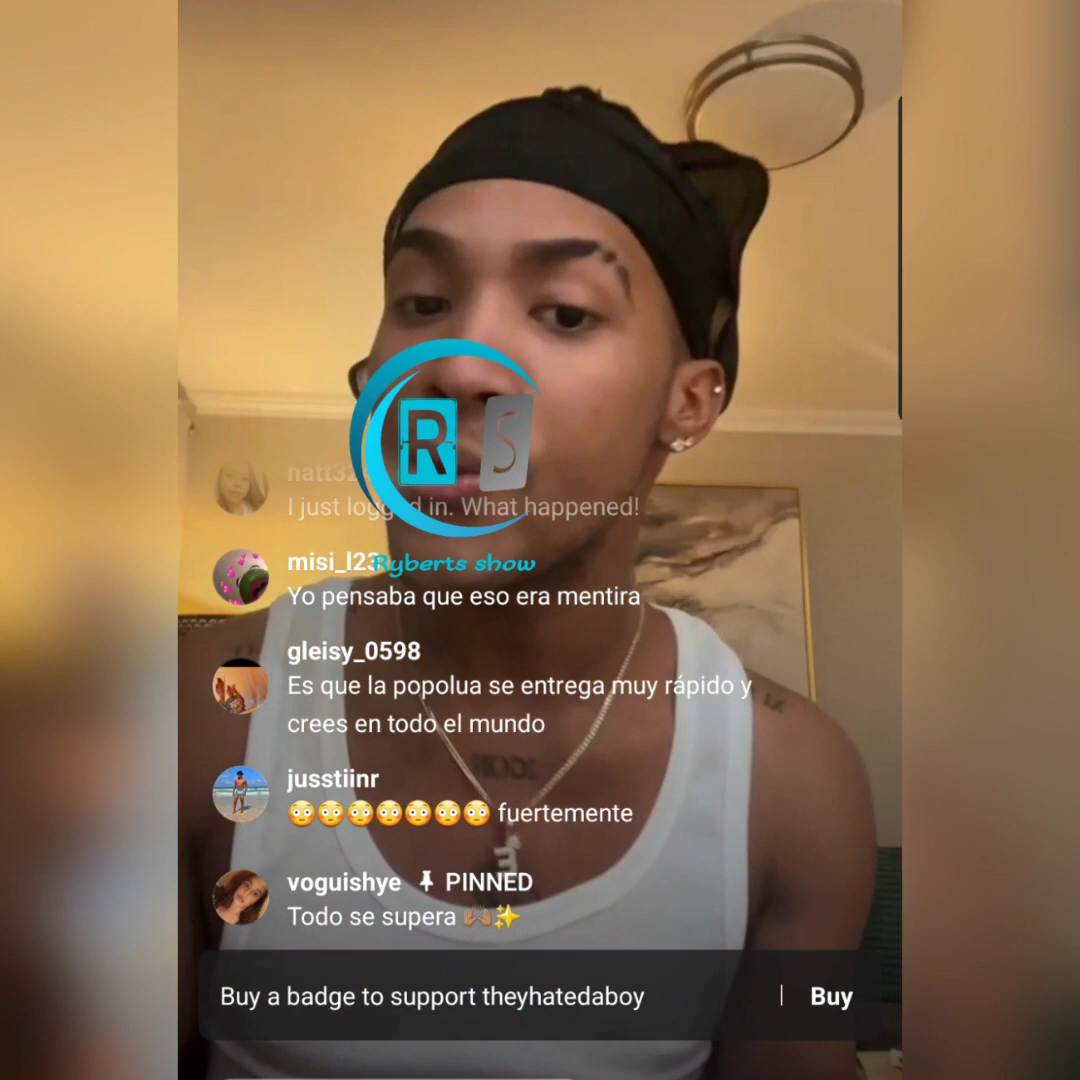 R S
Ryberts show
natt32
I just logged in. What happened!
misi_l23
Yo pensaba que eso era mentira
gleisy_0598
Es que la popolua se entrega muy rápido y
crees en todo el mundo
jusstiinr
😳😳😳😳😳😳😳 fuertemente
voguishye PINNED
Todo se supera 🙌🏽✨
Buy a badge to support theyhatedaboy | Buy